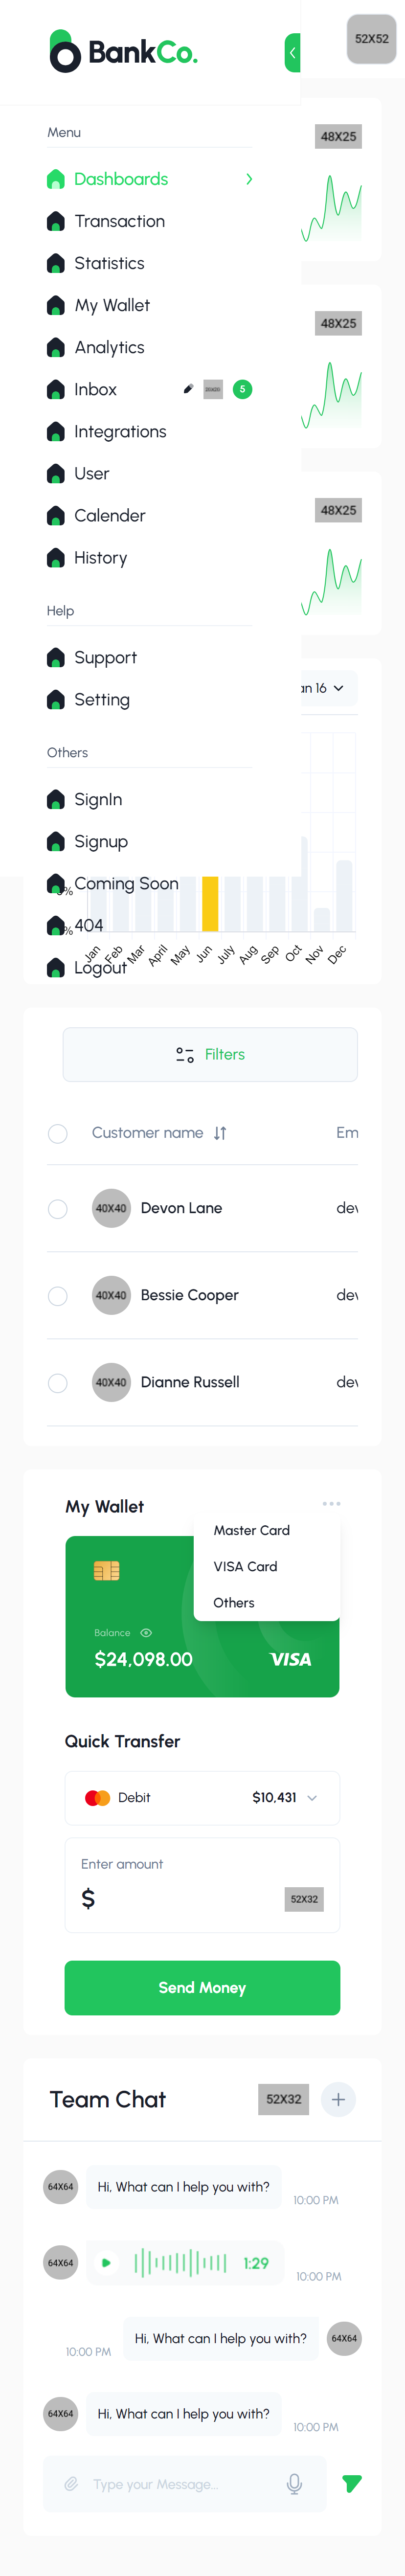 BankCo.
52X52
Menu
48X25
Dashboards
Transaction
Statistics
My Wallet
48X25
Analytics
Inbox
5
Integrations
User
48X25
Calender
History
Help
Support
an 16
Setting
Others
SignIn
Signup
Coming Soon
%
404
%
Logout
Jan Feb Mar April May Jun July Aug Sep Oct Nov Dec
Filters
Customer name Em
40X40 Devon Lane dev
40X40 Bessie Cooper dev
40X40 Dianne Russell dev
My Wallet
Master Card
VISA Card
Others
Balance
$24,098.00 VISA
Quick Transfer
Debit $10,431
Enter amount
$ 52X32
Send Money
Team Chat 52X32
64X64 Hi, What can I help you with?
10:00 PM
64X64 1:29
10:00 PM
Hi, What can I help you with? 64X64
10:00 PM
64X64 Hi, What can I help you with?
10:00 PM
Type your Message...